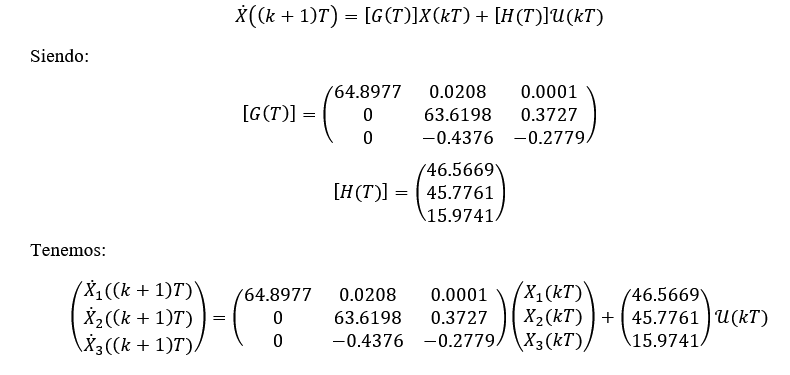 Ẋ((k + 1)T) = [G(T)]X(kT) + [H(T)]𝒰(kT)
Siendo:
[G(T)] = (64.8977 0.0208 0.0001
0 63.6198 0.3727
0 −0.4376 −0.2779)
[H(T)] = (46.5669
45.7761
15.9741)
Tenemos:
(Ẋ₁((k + 1)T)
Ẋ₂((k + 1)T)
Ẋ₃((k + 1)T)) = (64.8977 0.0208 0.0001
0 63.6198 0.3727
0 −0.4376 −0.2779) (X₁(kT)
X₂(kT)
X₃(kT)) + (46.5669
45.7761
15.9741) 𝒰(kT)